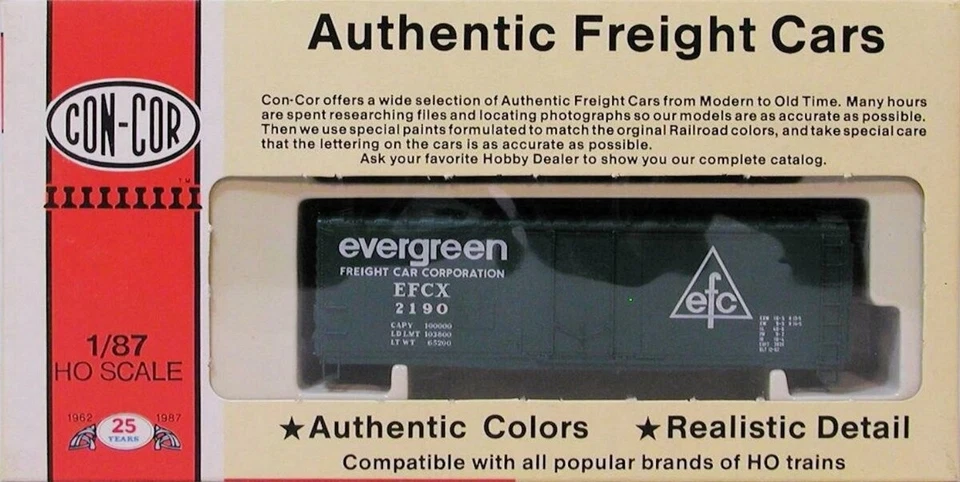 Authentic Freight Cars
Con-Cor offers a wide selection of Authentic Freight Cars from Modern to Old Time. Many hours
are spent researching files and locating photographs so our models are as accurate as possible.
Then we use special paints formulated to match the orginal Railroad colors, and take special care
that the lettering on the cars is as accurate as possible.
Ask your favorite Hobby Dealer to show you our complete catalog.
CON-COR
TM
evergreen
FREIGHT CAR CORPORATION
EFCX
2190
CAPY 100000
LD LMT 103800
LT WT 65200
efc
1/87
HO SCALE
1962 25 1987
YEARS
★Authentic Colors ★Realistic Detail
Compatible with all popular brands of HO trains